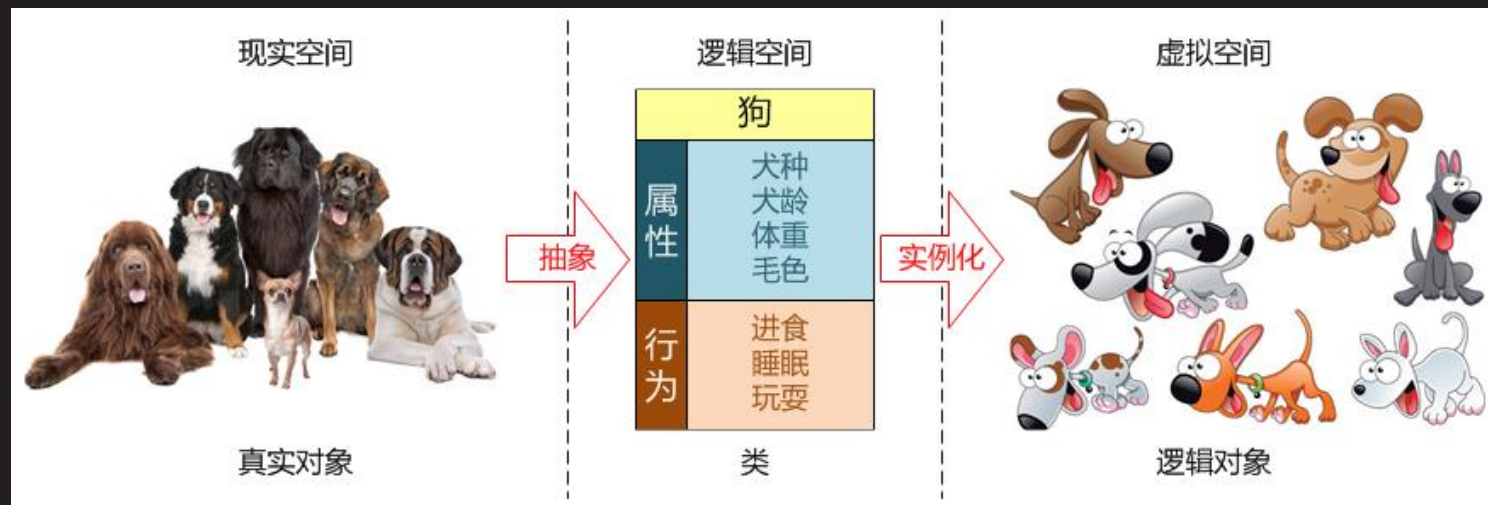 现实空间
逻辑空间
虚拟空间
狗
属性
犬种
犬龄
体重
毛色
行为
进食
睡眠
玩耍
抽象
实例化
真实对象
类
逻辑对象